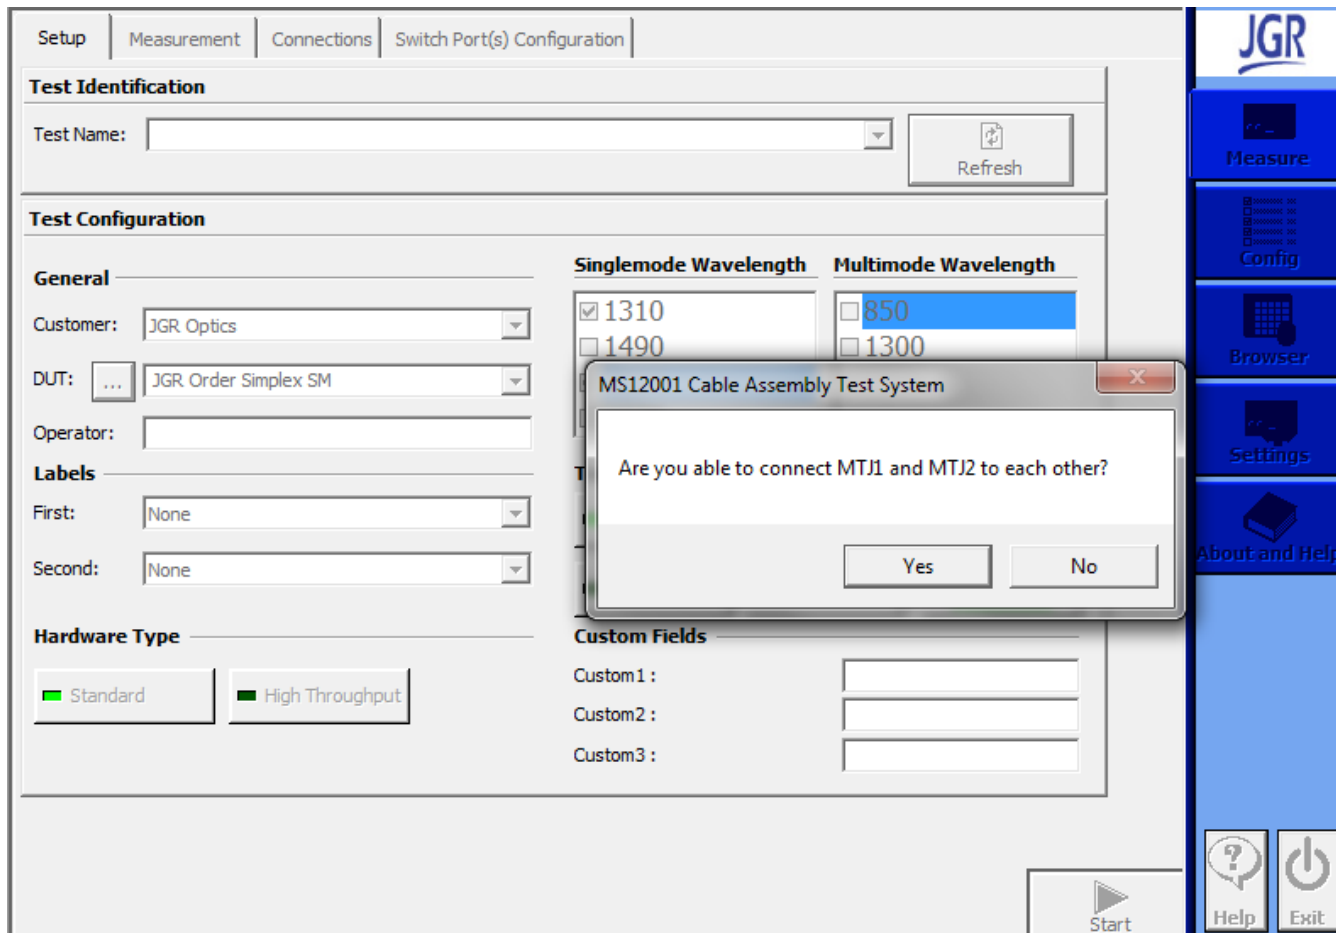 Setup
Measurement
Connections
Switch Port(s) Configuration
JGR
Test Identification
Test Name:
Refresh
Measure
Test Configuration
General
Singlemode Wavelength
Multimode Wavelength
Config
Customer:
JGR Optics
1310
850
1490
1300
Browser
DUT:
...
JGR Order Simplex SM
MS12001 Cable Assembly Test System
Operator:
Settings
Labels
Are you able to connect MTJ1 and MTJ2 to each other?
First:
None
About and Help
Second:
None
Yes
No
Hardware Type
Custom Fields
Standard
High Throughput
Custom1 :
Custom2 :
Custom3 :
Start
Help
Exit